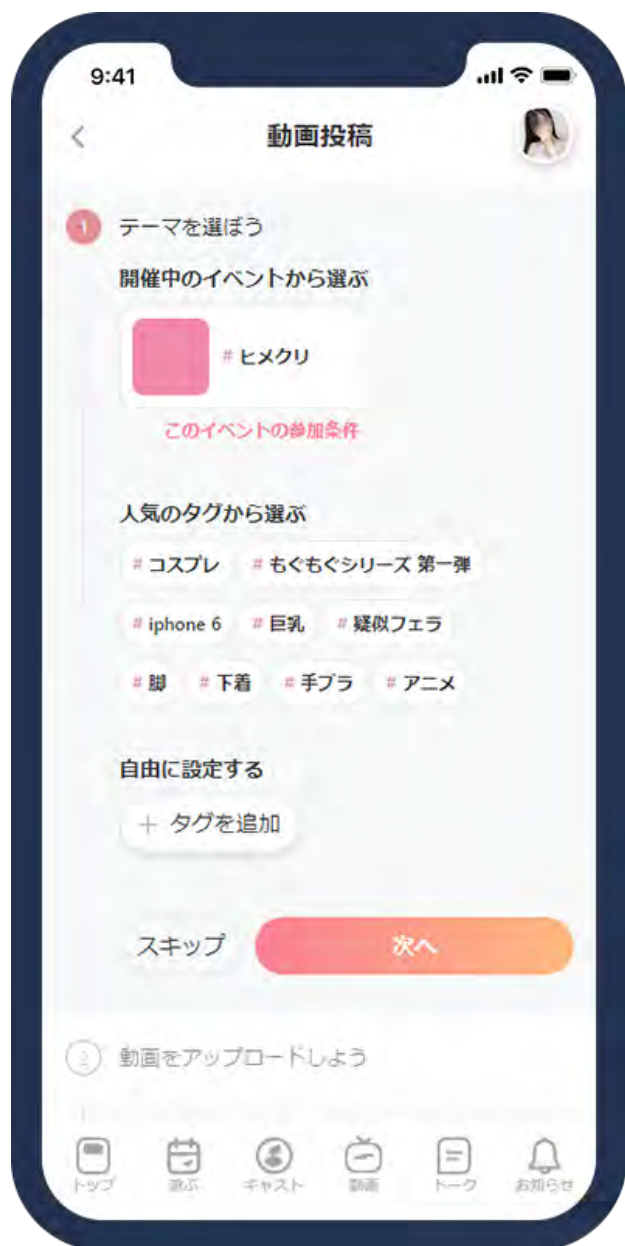 9:41
動画投稿
1 テーマを選ぼう
開催中のイベントから選ぶ
# ヒメクリ
このイベントの参加条件
人気のタグから選ぶ
# コスプレ # もぐもぐシリーズ 第一弾
# iphone 6 # 巨乳 # 疑似フェラ
# 脚 # 下着 # 手ブラ # アニメ
自由に設定する
+ タグを追加
スキップ 次へ
2 動画をアップロードしよう
トップ 遊ぶ キャスト 動画 トーク お知らせ